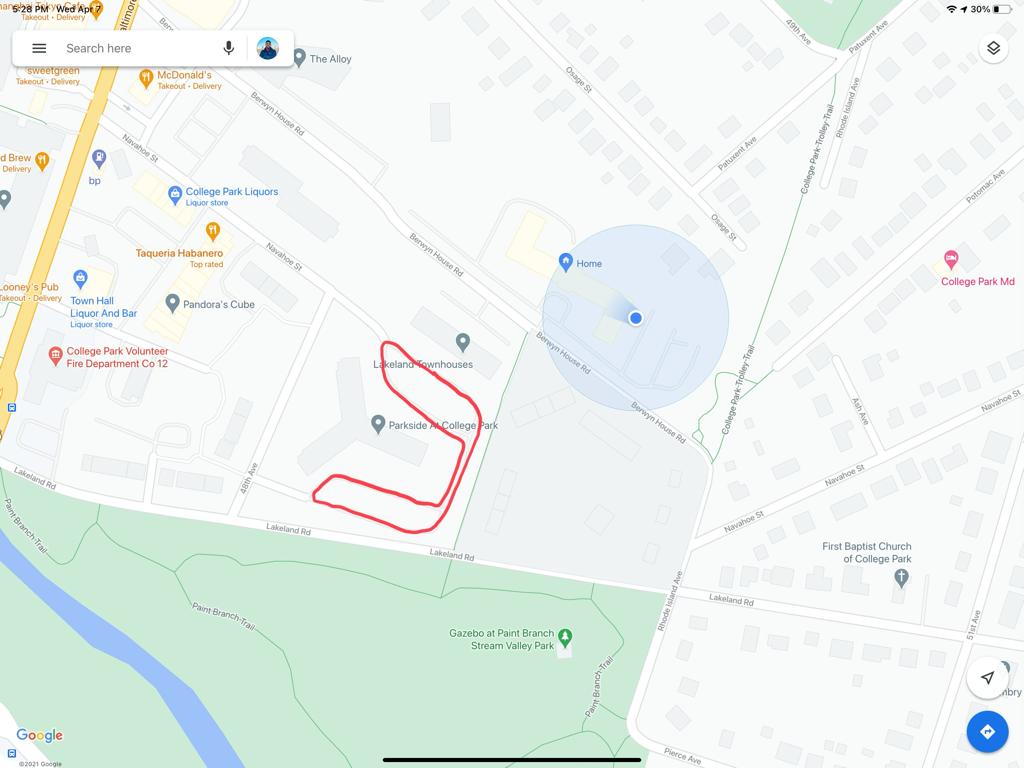 5:28 PM Wed Apr 7
30%
Search here
Takeout • Delivery
sweetgreen
Takeout • Delivery
McDonald's
Takeout • Delivery
The Alloy
49th Ave
Patuxent Ave
Osage St
Berwyn House Rd
Navahoe St
College Park Trolley Trail
Rhode Island Ave
Patuxent Ave
Potomac Ave
Delivery
bp
College Park Liquors
Liquor store
Osage St
Taqueria Habanero
Top rated
Berwyn House Rd
Navahoe St
Home
College Park Md
Looney's Pub
Takeout • Delivery
Town Hall
Liquor And Bar
Liquor store
Pandora's Cube
College Park Volunteer
Fire Department Co 12
Lakeland Townhouses
Berwyn House Rd
College Park Trolley Trail
Parkside At College Park
Berwyn House Rd
Ash Ave
Navahoe St
Navahoe St
48th Ave
Lakeland Rd
Lakeland Rd
Lakeland Rd
Navahoe St
Paint Branch Trail
First Baptist Church
of College Park
Rhode Island Ave
Lakeland Rd
Paint Branch Trail
51st Ave
Gazebo at Paint Branch
Stream Valley Park
Paint Branch Trail
Pierce Ave
Google
©2021 Google